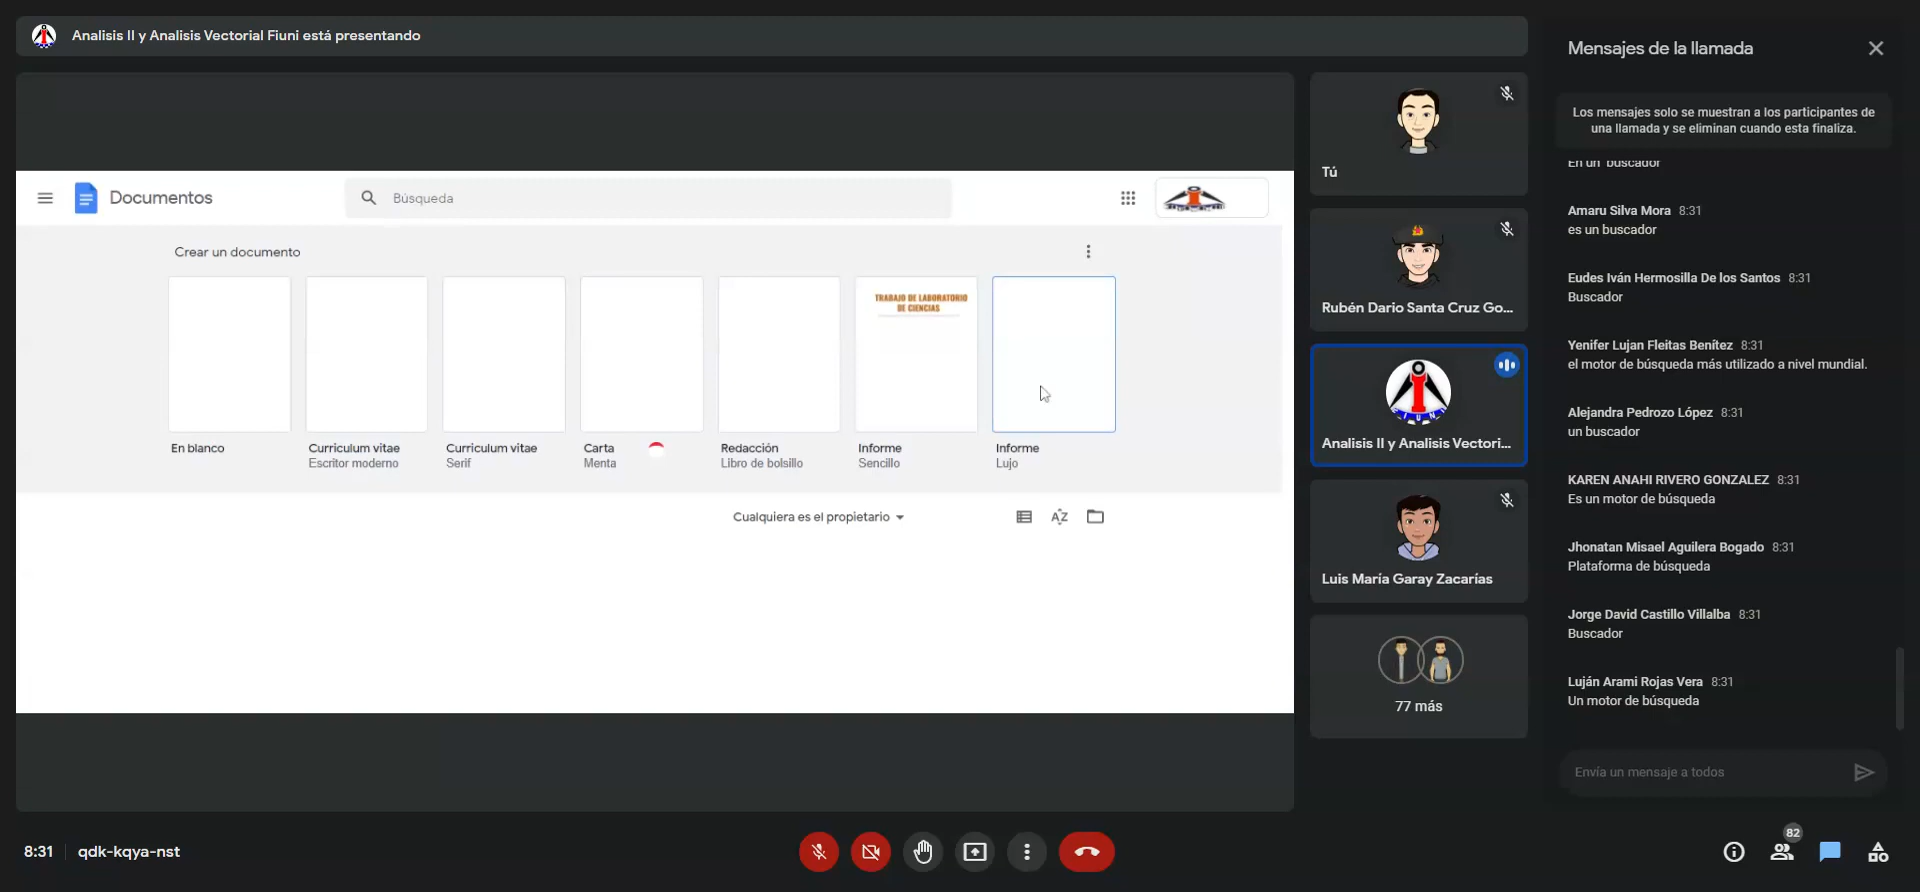 Analisis II y Analisis Vectorial Fiuni está presentando
Documentos
Búsqueda
Crear un documento
TRABAJO DE LABORATORIO
DE CIENCIAS
En blanco
Curriculum vitae
Escritor moderno
Curriculum vitae
Serif
Carta
Menta
Redacción
Libro de bolsillo
Informe
Sencillo
Informe
Lujo
Cualquiera es el propietario
AZ
Tú
Rubén Dario Santa Cruz Go...
Analisis II y Analisis Vectori...
Luis María Garay Zacarías
77 más
Mensajes de la llamada
Los mensajes solo se muestran a los participantes de
una llamada y se eliminan cuando esta finaliza.
En un buscador
Amaru Silva Mora 8:31
es un buscador
Eudes Iván Hermosilla De los Santos 8:31
Buscador
Yenifer Lujan Fleitas Benítez 8:31
el motor de búsqueda más utilizado a nivel mundial.
Alejandra Pedrozo López 8:31
un buscador
KAREN ANAHI RIVERO GONZALEZ 8:31
Es un motor de búsqueda
Jhonatan Misael Aguilera Bogado 8:31
Plataforma de búsqueda
Jorge David Castillo Villalba 8:31
Buscador
Luján Arami Rojas Vera 8:31
Un motor de búsqueda
Envía un mensaje a todos
8:31
qdk-kqya-nst
82